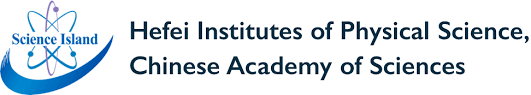 Science Island
Hefei Institutes of Physical Science,
Chinese Academy of Sciences